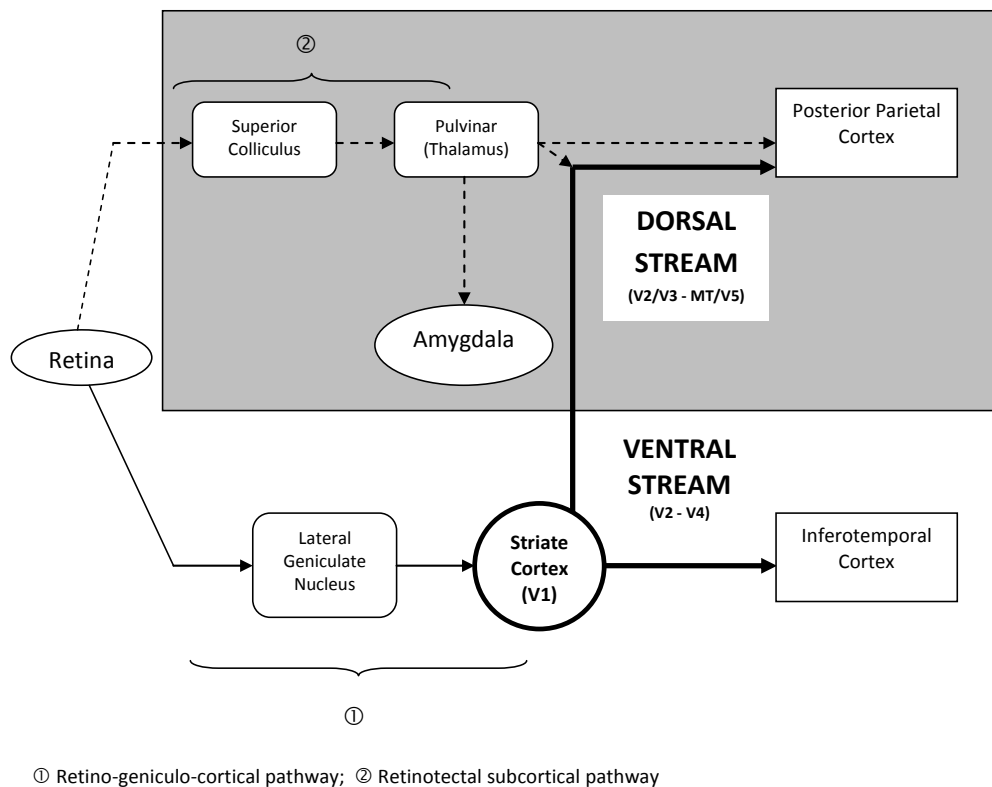 ②
Superior
Colliculus
Pulvinar
(Thalamus)
Posterior Parietal
Cortex
DORSAL
STREAM
(V2/V3 - MT/V5)
Amygdala
Retina
VENTRAL
STREAM
(V2 - V4)
Lateral
Geniculate
Nucleus
Striate
Cortex
(V1)
Inferotemporal
Cortex
①
① Retino-geniculo-cortical pathway; ② Retinotectal subcortical pathway